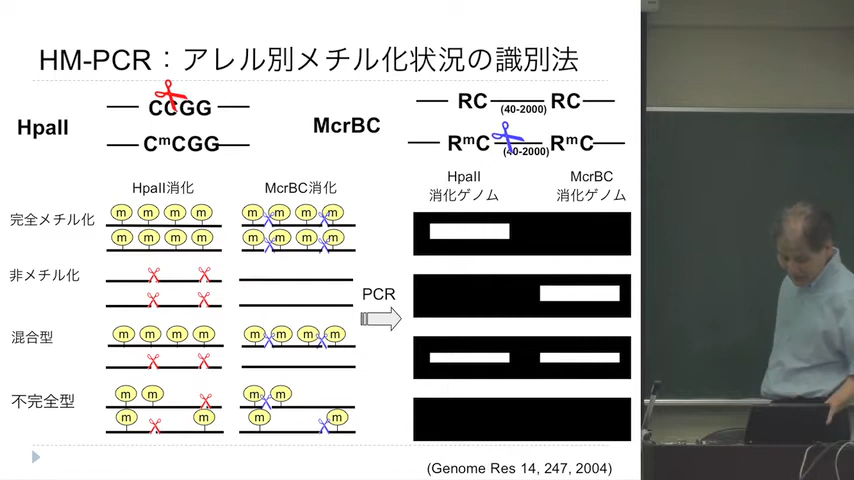 HM-PCR：アレル別メチル化状況の識別法
HpaII
CCGG
CmCGG
McrBC
RC RC
(40-2000)
RmC RmC
(40-2000)
HpaII消化 McrBC消化
HpaII
消化ゲノム
McrBC
消化ゲノム
完全メチル化
m m m m m m m m
m m m m m m m m
非メチル化
PCR
混合型
m m m m m m m m
不完全型
m m m m
m m m m
(Genome Res 14, 247, 2004)